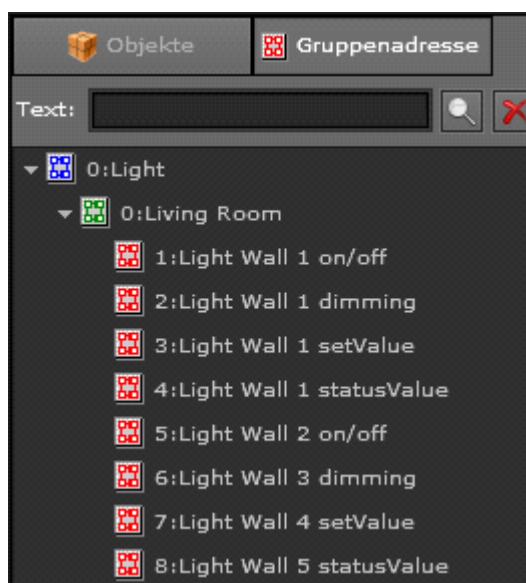 Objekte Gruppenadresse
Text:
0:Light
0:Living Room
1:Light Wall 1 on/off
2:Light Wall 1 dimming
3:Light Wall 1 setValue
4:Light Wall 1 statusValue
5:Light Wall 2 on/off
6:Light Wall 3 dimming
7:Light Wall 4 setValue
8:Light Wall 5 statusValue